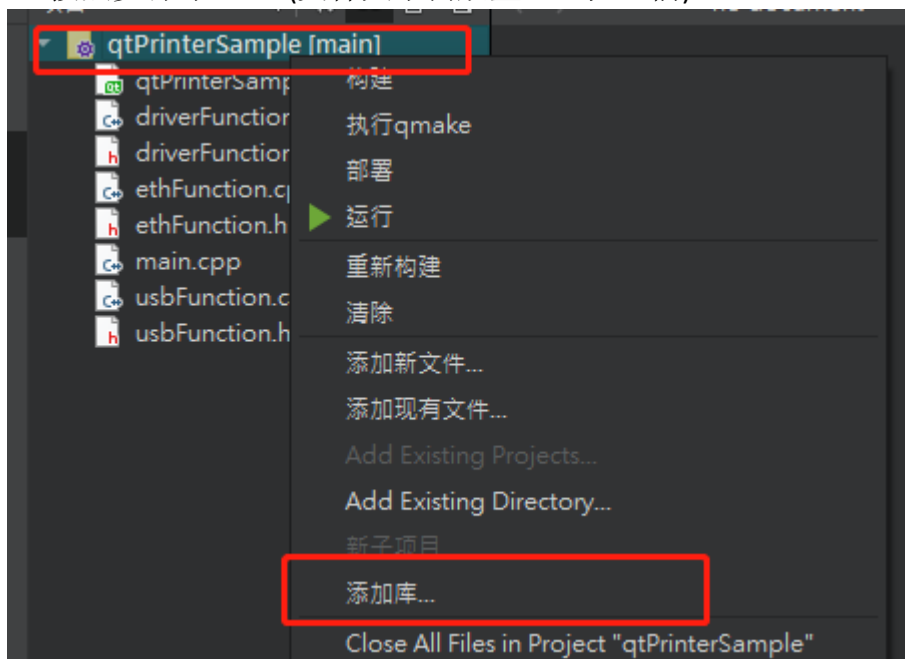 qtPrinterSample [main]
qtPrinterSamp
driverFunction
driverFunction
ethFunction.c
ethFunction.h
main.cpp
usbFunction.c
usbFunction.h
构建
执行qmake
部署
运行
重新构建
清除
添加新文件...
添加现有文件...
Add Existing Projects...
Add Existing Directory...
新子项目
添加库...
Close All Files in Project "qtPrinterSample"